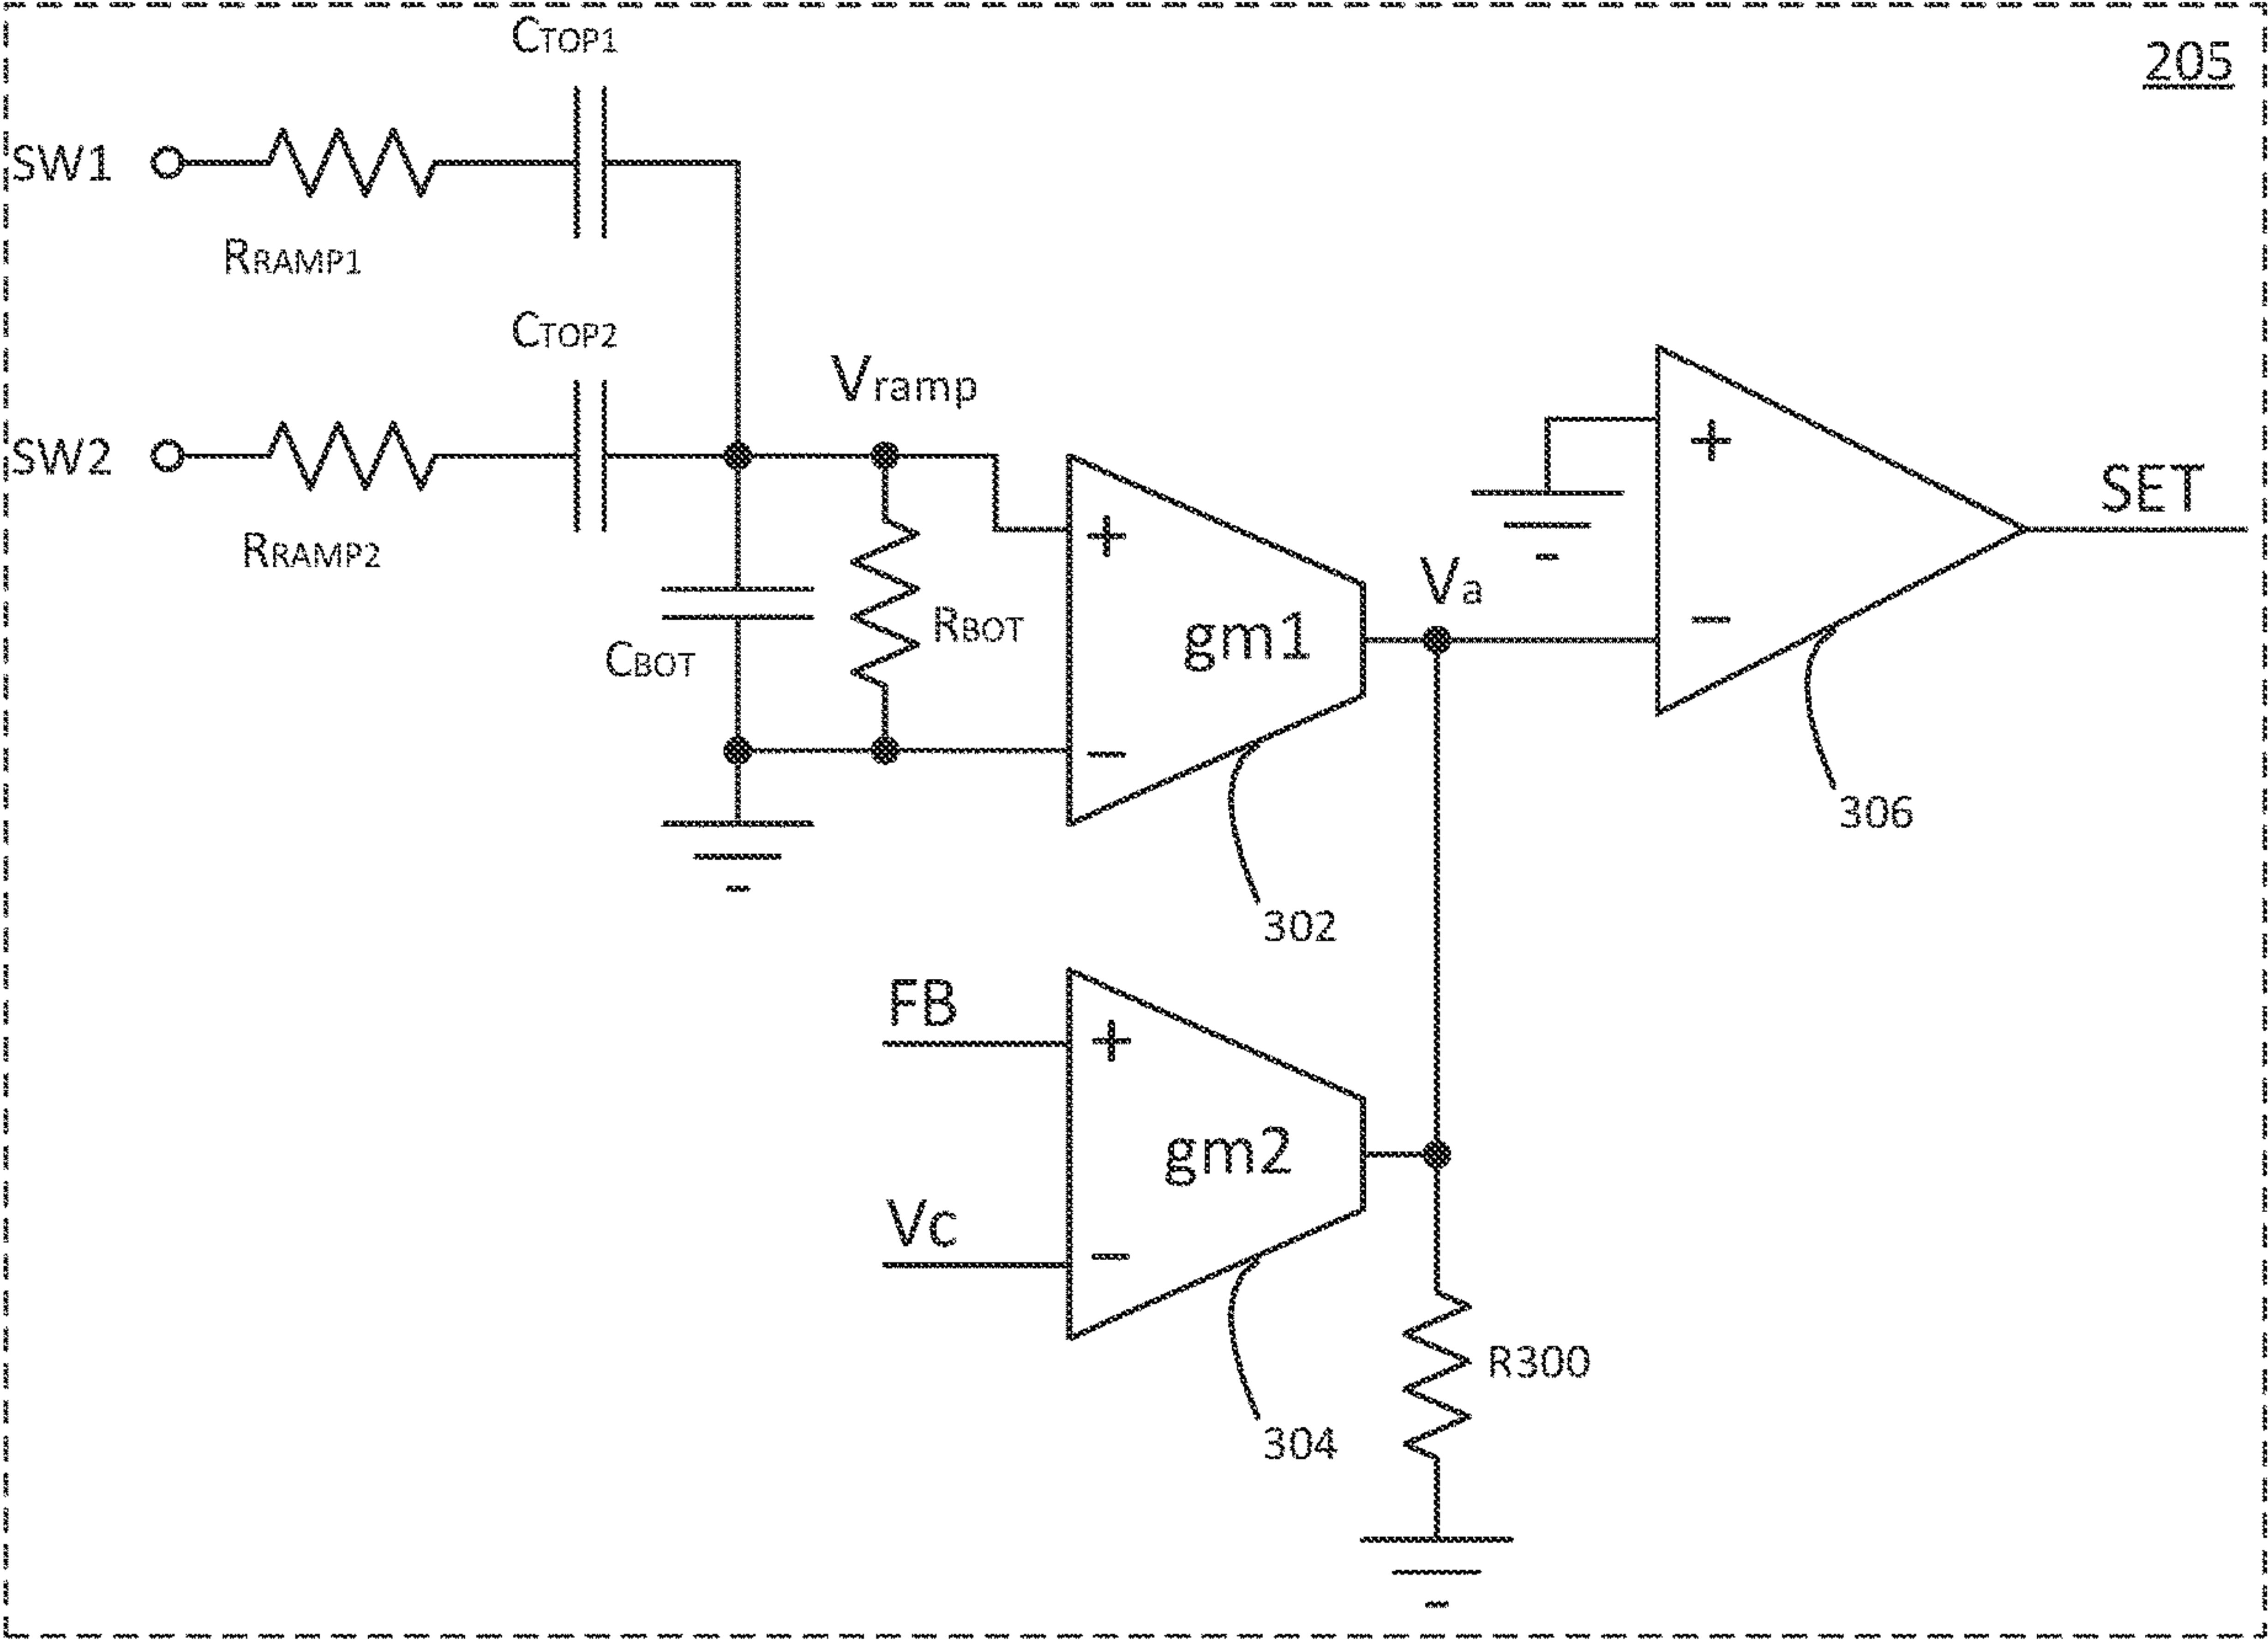 CTOP1
205
SW1
RRAMP1
CTOP2
Vramp
SW2
RRAMP2
+
SET
+
Va
RBOT
gm1
CBOT
−
−
306
302
FB
+
gm2
Vc
−
R300
304